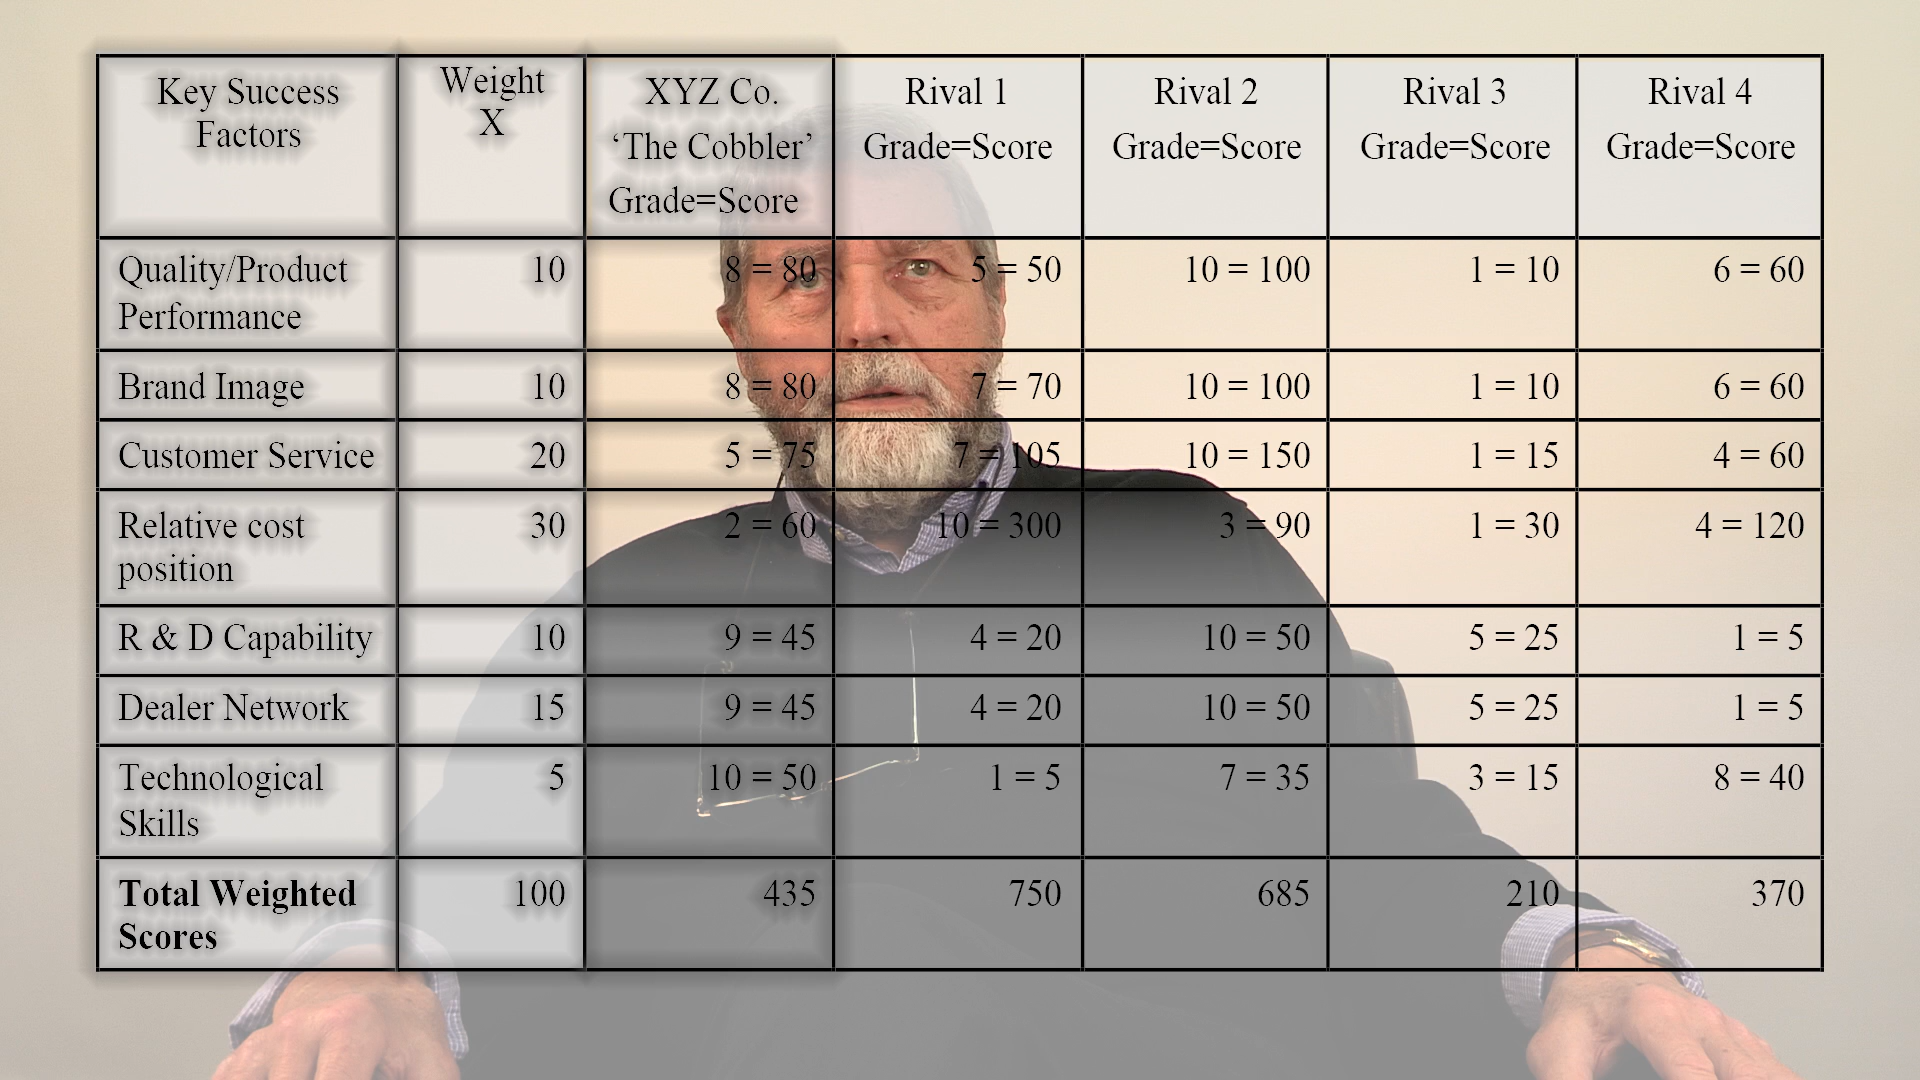 Key Success
Factors
Weight
X
XYZ Co.
‘The Cobbler’
Grade=Score
Rival 1
Grade=Score
Rival 2
Grade=Score
Rival 3
Grade=Score
Rival 4
Grade=Score
Quality/Product
Performance
10
8 = 80
5 = 50
10 = 100
1 = 10
6 = 60
Brand Image
10
8 = 80
7 = 70
10 = 100
1 = 10
6 = 60
Customer Service
20
5 = 75
7 = 105
10 = 150
1 = 15
4 = 60
Relative cost
position
30
2 = 60
10 = 300
3 = 90
1 = 30
4 = 120
R & D Capability
10
9 = 45
4 = 20
10 = 50
5 = 25
1 = 5
Dealer Network
15
9 = 45
4 = 20
10 = 50
5 = 25
1 = 5
Technological
Skills
5
10 = 50
1 = 5
7 = 35
3 = 15
8 = 40
Total Weighted
Scores
100
435
750
685
210
370